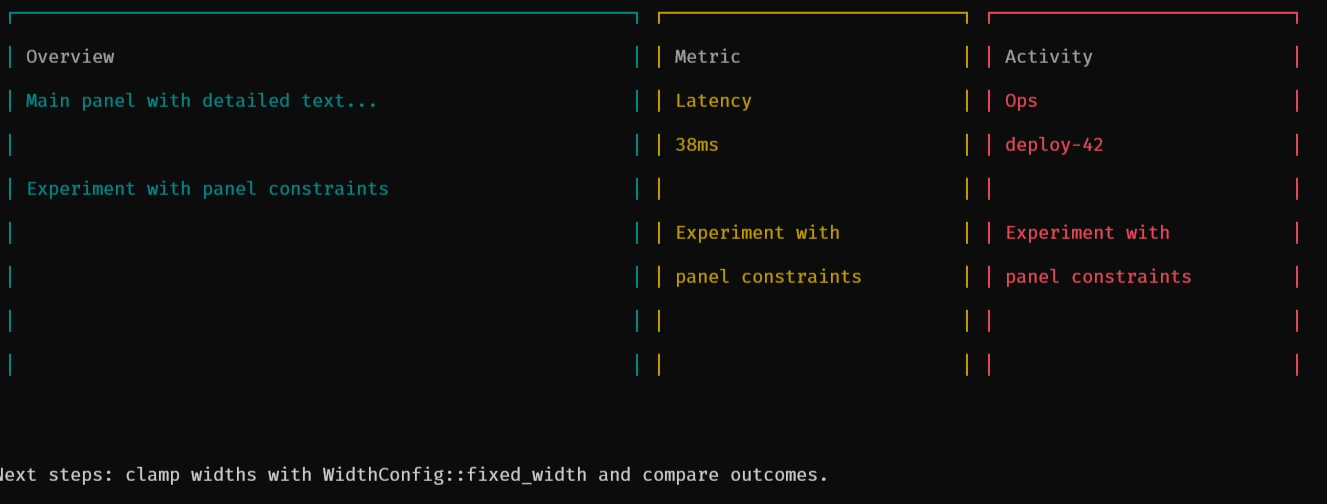 Overview
Main panel with detailed text...
Experiment with panel constraints
Metric
Latency
38ms
Experiment with
panel constraints
Activity
Ops
deploy-42
Experiment with
panel constraints
Next steps: clamp widths with WidthConfig::fixed_width and compare outcomes.